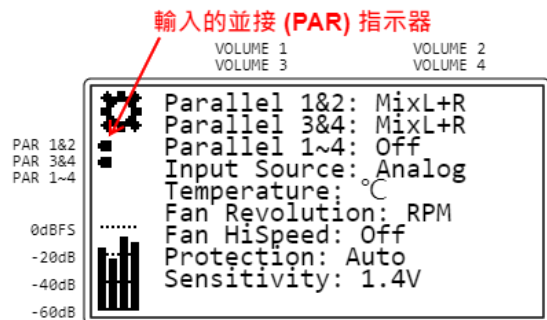 輸入的並接 (PAR) 指示器
VOLUME 1 VOLUME 2
VOLUME 3 VOLUME 4
Parallel 1&2: MixL+R
Parallel 3&4: MixL+R
PAR 1&2 Parallel 1~4: Off
PAR 3&4 Input Source: Analog
PAR 1~4 Temperature: ℃
Fan Revolution: RPM
0dBFS Fan HiSpeed: Off
-20dB Protection: Auto
-40dB Sensitivity: 1.4V
-60dB